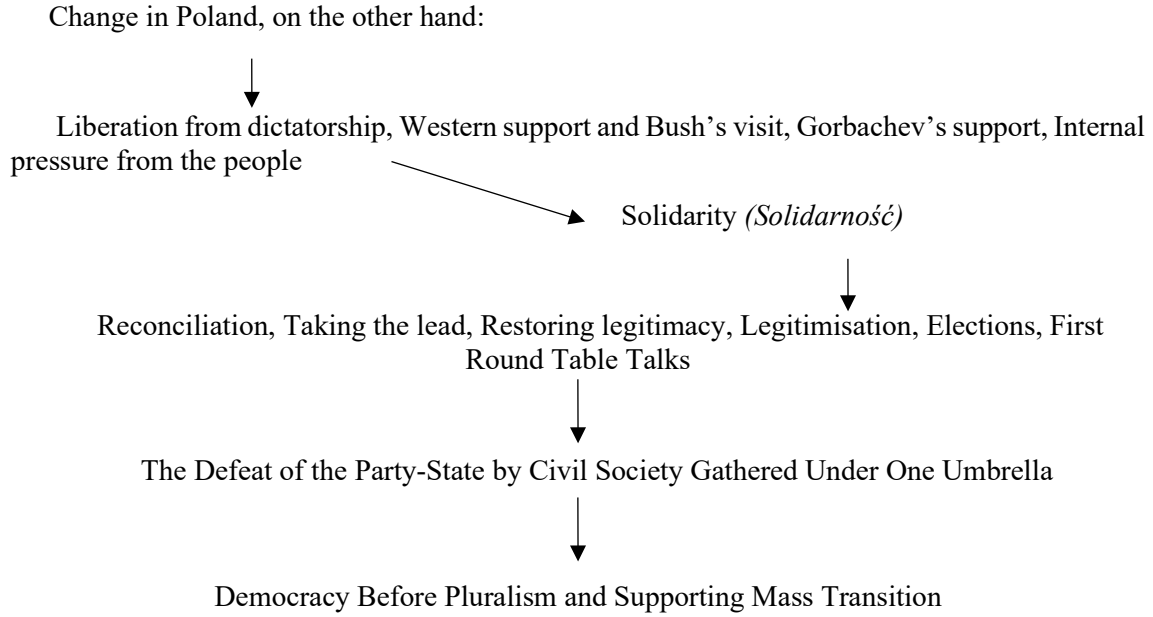 Change in Poland, on the other hand:
Liberation from dictatorship, Western support and Bush’s visit, Gorbachev’s support, Internal
pressure from the people
Solidarity (Solidarność)
Reconciliation, Taking the lead, Restoring legitimacy, Legitimisation, Elections, First
Round Table Talks
The Defeat of the Party-State by Civil Society Gathered Under One Umbrella
Democracy Before Pluralism and Supporting Mass Transition